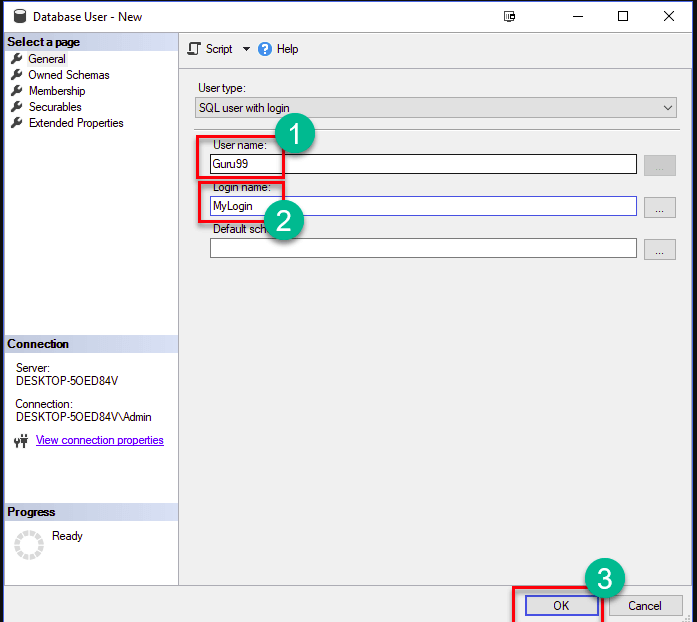 Database User - New
Select a page
General
Owned Schemas
Membership
Securables
Extended Properties
Script
Help
User type:
SQL user with login
1
User name:
Guru99
...
Login name:
MyLogin
...
2
Default
...
Connection
Server:
DESKTOP-5OED84V
Connection:
DESKTOP-5OED84V\Admin
View connection properties
Progress
Ready
3
OK
Cancel